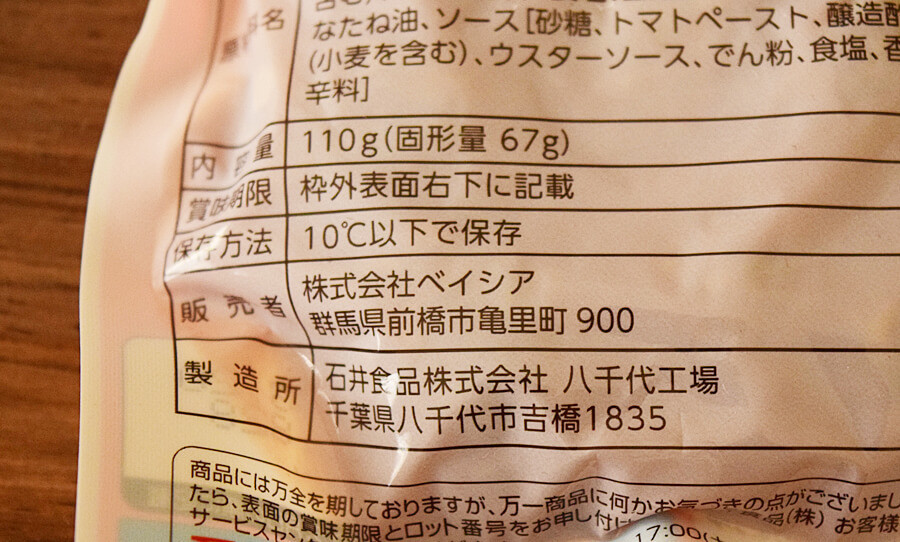 なたね油、ソース[砂糖、トマトペースト、醸造酢
(小麦を含む)、ウスターソース、でん粉、食塩、香
辛料]
内容量 110g(固形量 67g)
賞味期限 枠外表面右下に記載
保存方法 10℃以下で保存
販売者 株式会社ベイシア
群馬県前橋市亀里町 900
製造所 石井食品株式会社 八千代工場
千葉県八千代市吉橋1835
商品には万全を期しておりますが、万一商品に何かお気づきの点がございまし
たら、表面の賞味期限とロット番号をお申し付け 食品(株) お客様
サービスセン 17:00